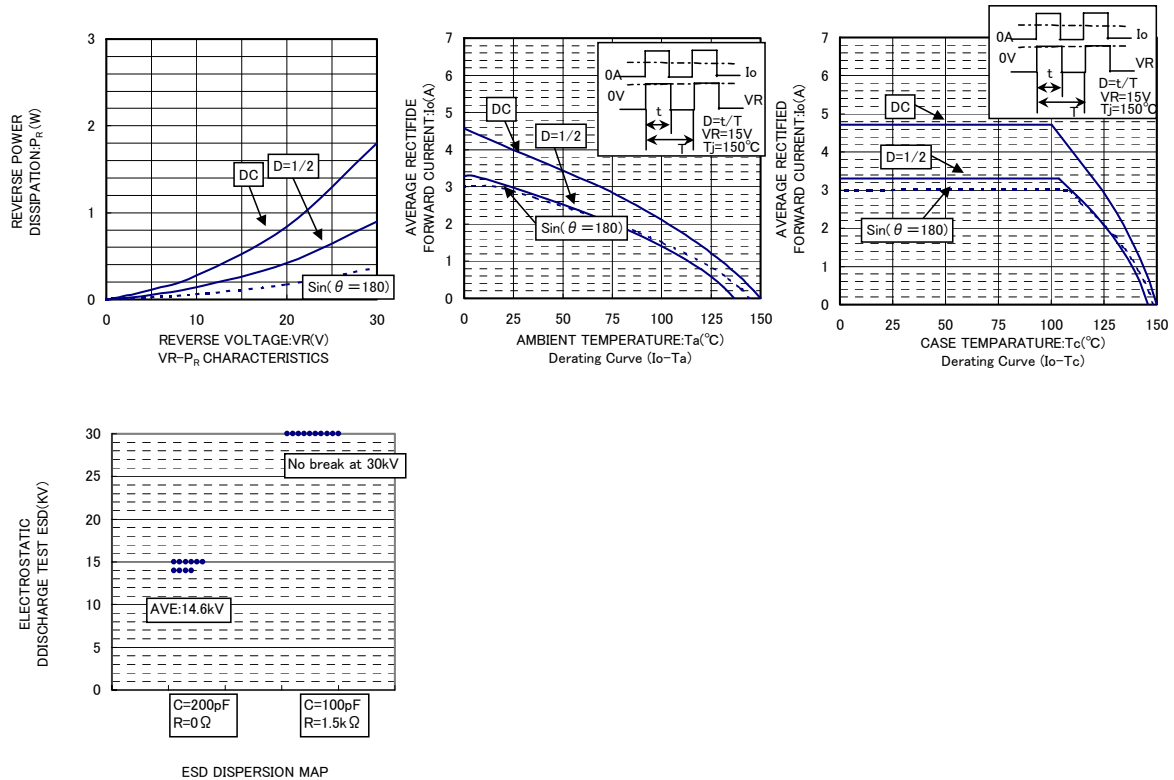 REVERSE POWER
DISSIPATION:PR (W)
3
2
1
0
DC
D=1/2
Sin(θ=180)
0
10
20
30
REVERSE VOLTAGE:VR(V)
VR-PR CHARACTERISTICS
AVERAGE RECTIFIDE
FORWARD CURRENT:Io(A)
7
6
5
4
3
2
1
0
0A
0V
Io
t
VR
T
D=t/T
VR=15V
Tj=150℃
DC
D=1/2
Sin(θ=180)
0
25
50
75
100
125
150
AMBIENT TEMPERATURE:Ta(℃)
Derating Curve (Io-Ta)
AVERAGE RECTIFIED
FORWARD CURRENT:Io(A)
7
6
5
4
3
2
1
0
0A
0V
Io
t
VR
T
D=t/T
VR=15V
Tj=150℃
DC
D=1/2
Sin(θ=180)
0
25
50
75
100
125
150
CASE TEMPARATURE:Tc(℃)
Derating Curve (Io-Tc)
ELECTROSTATIC
DDISCHARGE TEST ESD(KV)
30
25
20
15
10
5
0
No break at 30kV
AVE:14.6kV
C=200pF
R=0Ω
C=100pF
R=1.5kΩ
ESD DISPERSION MAP